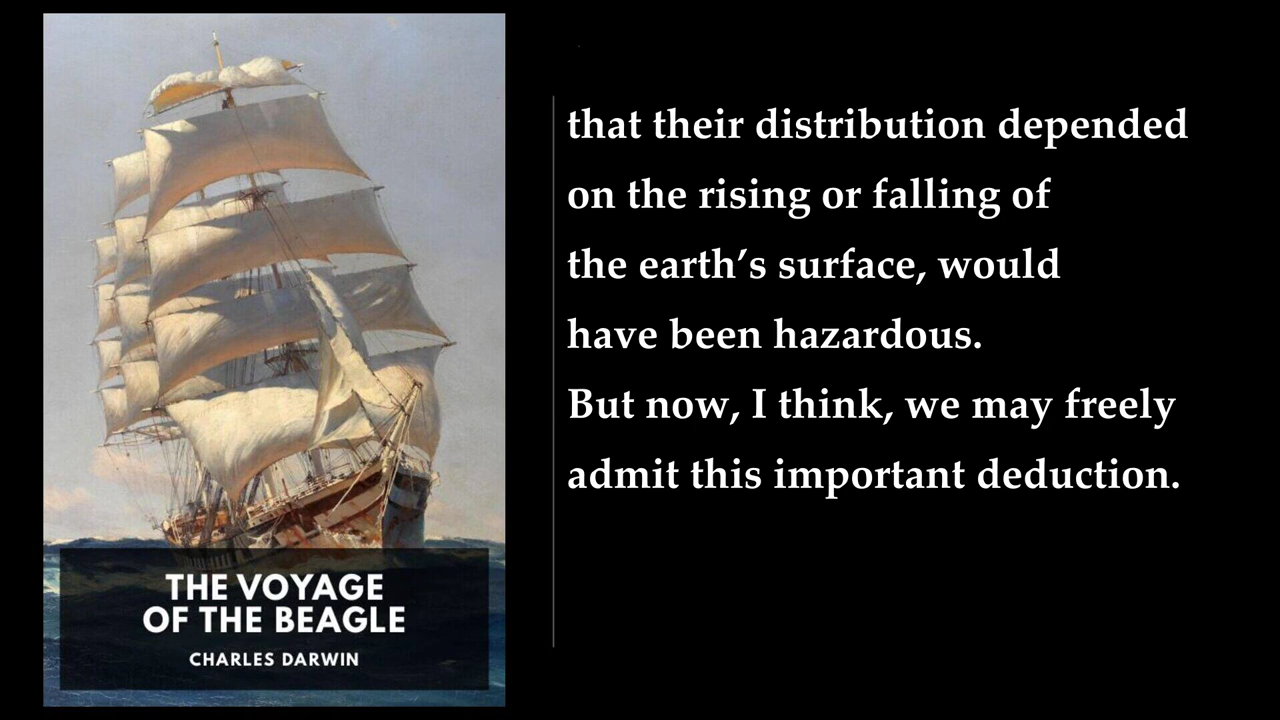 THE VOYAGE
OF THE BEAGLE
CHARLES DARWIN
that their distribution depended
on the rising or falling of
the earth’s surface, would
have been hazardous.
But now, I think, we may freely
admit this important deduction.